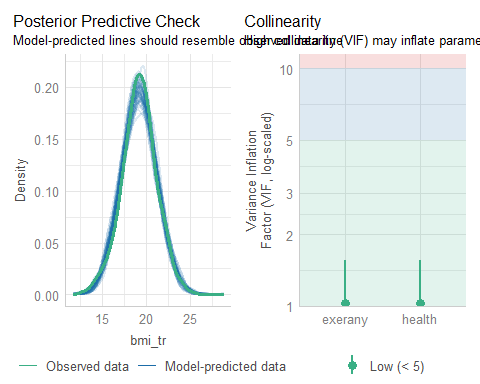 Posterior Predictive Check
Model-predicted lines should resemble observed data line
Collinearity
High collinearity (VIF) may inflate parame
Density
0.20
0.15
0.10
0.05
0.00
15
20
25
bmi_tr
Variance Inflation
Factor (VIF, log-scaled)
10
5
3
2
1
exerany
health
Observed data
Model-predicted data
Low (< 5)